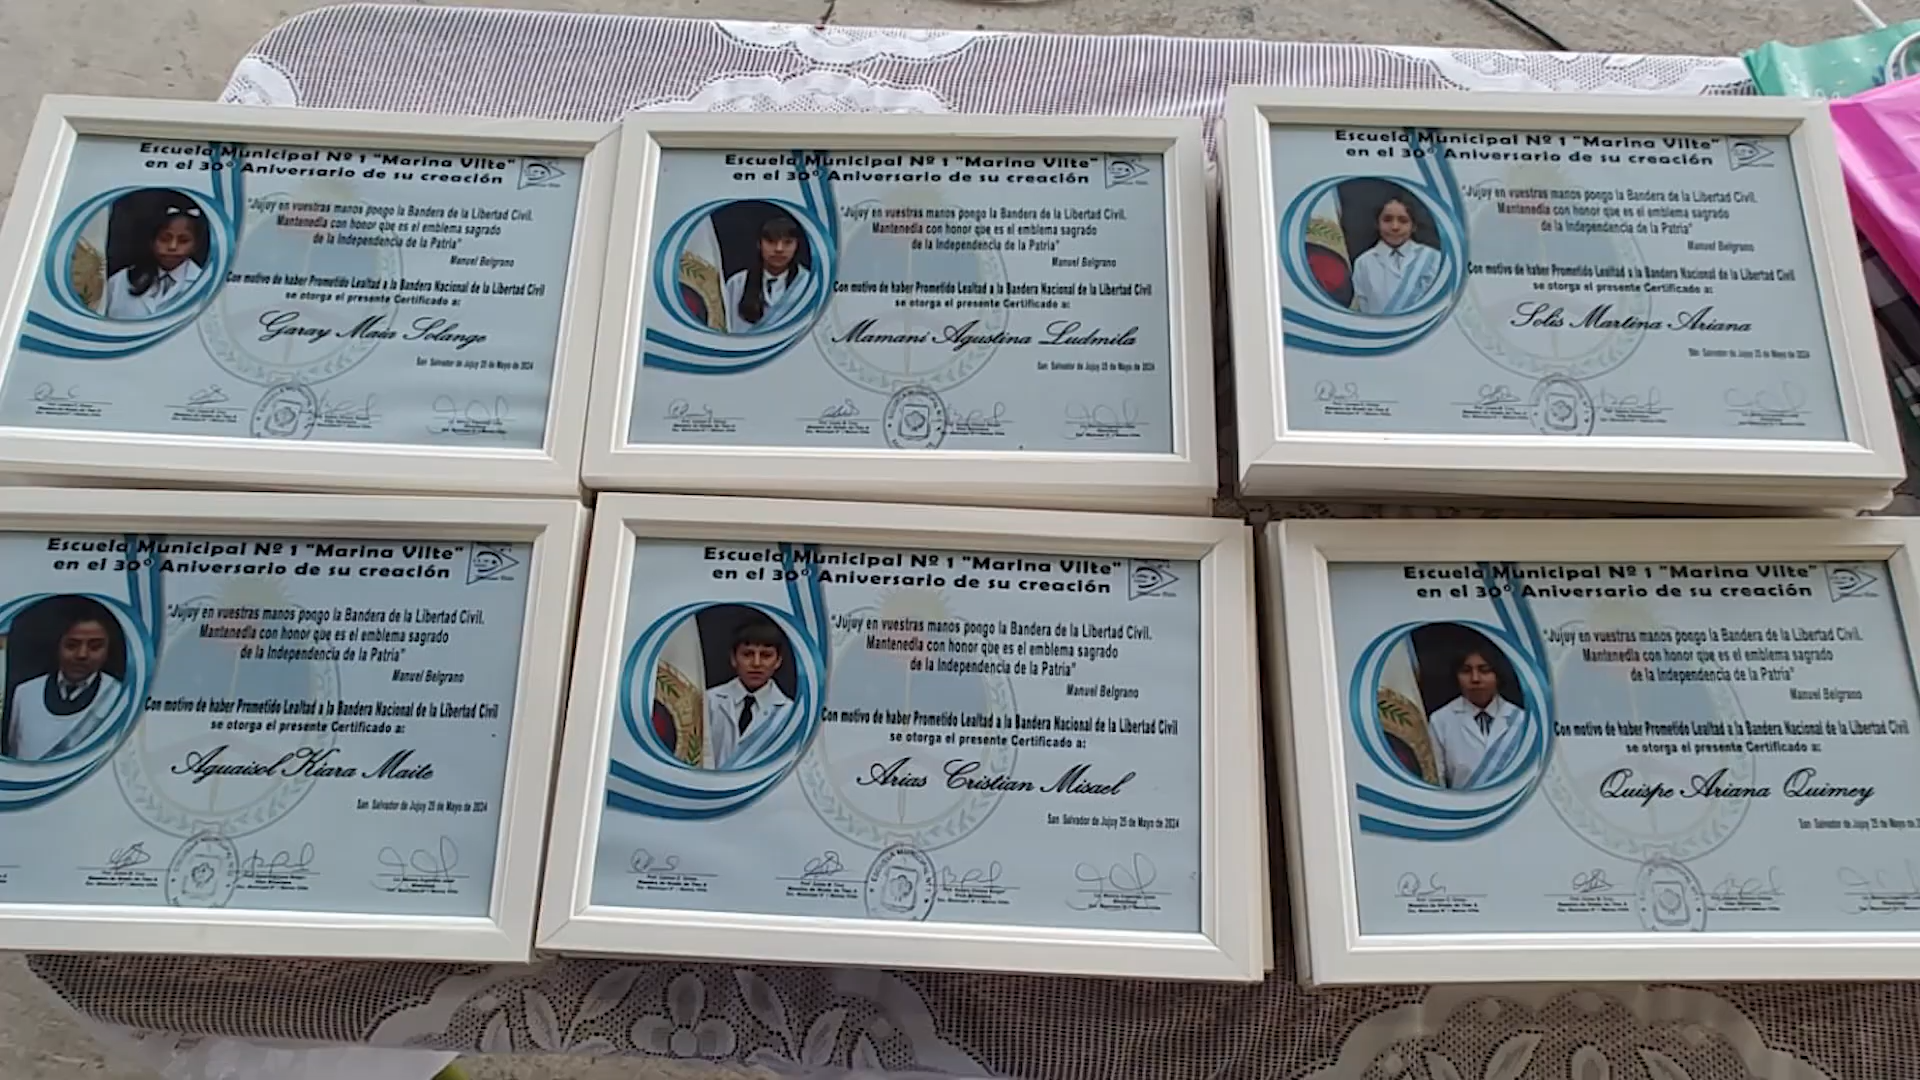 Escuela Municipal Nº 1 "Marina Vilte"
en el 30º Aniversario de su creación
"Jujuy en vuestras manos pongo la Bandera de la Libertad Civil.
Mantenedla con honor que es el emblema sagrado
de la Independencia de la Patria"
Manuel Belgrano
Con motivo de haber Prometido Lealtad a la Bandera Nacional de la Libertad Civil
se otorga el presente Certificado a:
Garay Maia Solange
San Salvador de Jujuy 25 de Mayo de 2024
Escuela Municipal Nº 1 "Marina Vilte"
en el 30º Aniversario de su creación
"Jujuy en vuestras manos pongo la Bandera de la Libertad Civil.
Mantenedla con honor que es el emblema sagrado
de la Independencia de la Patria"
Manuel Belgrano
Con motivo de haber Prometido Lealtad a la Bandera Nacional de la Libertad Civil
se otorga el presente Certificado a:
Mamani Agustina Ludmila
San Salvador de Jujuy 25 de Mayo de 2024
Escuela Municipal Nº 1 "Marina Vilte"
en el 30º Aniversario de su creación
"Jujuy en vuestras manos pongo la Bandera de la Libertad Civil.
Mantenedla con honor que es el emblema sagrado
de la Independencia de la Patria"
Manuel Belgrano
Con motivo de haber Prometido Lealtad a la Bandera Nacional de la Libertad Civil
se otorga el presente Certificado a:
Solis Martina Ariana
San Salvador de Jujuy 25 de Mayo de 2024
Escuela Municipal Nº 1 "Marina Vilte"
en el 30º Aniversario de su creación
"Jujuy en vuestras manos pongo la Bandera de la Libertad Civil.
Mantenedla con honor que es el emblema sagrado
de la Independencia de la Patria"
Manuel Belgrano
Con motivo de haber Prometido Lealtad a la Bandera Nacional de la Libertad Civil
se otorga el presente Certificado a:
Aguaisol Kiara Maite
San Salvador de Jujuy 25 de Mayo de 2024
Escuela Municipal Nº 1 "Marina Vilte"
en el 30º Aniversario de su creación
"Jujuy en vuestras manos pongo la Bandera de la Libertad Civil.
Mantenedla con honor que es el emblema sagrado
de la Independencia de la Patria"
Manuel Belgrano
Con motivo de haber Prometido Lealtad a la Bandera Nacional de la Libertad Civil
se otorga el presente Certificado a:
Arias Cristian Misael
San Salvador de Jujuy 25 de Mayo de 2024
Escuela Municipal Nº 1 "Marina Vilte"
en el 30º Aniversario de su creación
"Jujuy en vuestras manos pongo la Bandera de la Libertad Civil.
Mantenedla con honor que es el emblema sagrado
de la Independencia de la Patria"
Manuel Belgrano
Con motivo de haber Prometido Lealtad a la Bandera Nacional de la Libertad Civil
se otorga el presente Certificado a:
Quispe Ariana Quimey
San Salvador de Jujuy 25 de Mayo de